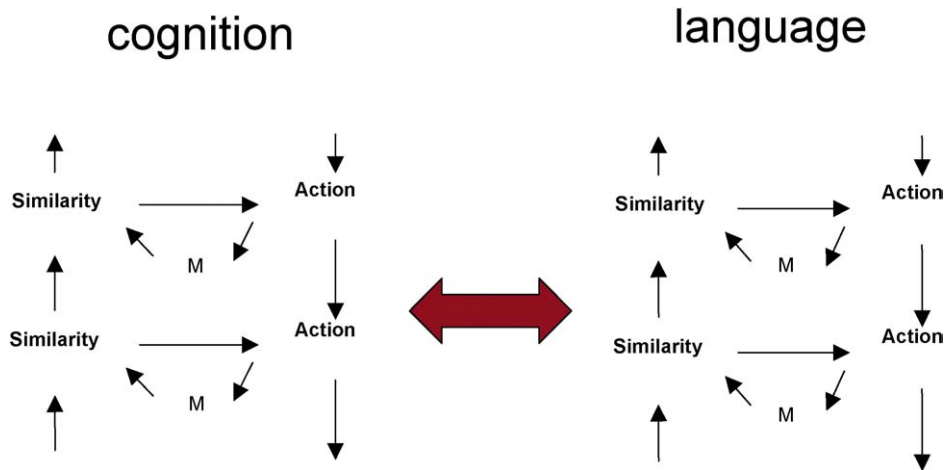 cognition
language
Similarity
Action
M
Similarity
Action
M
Similarity
Action
M
Similarity
Action
M